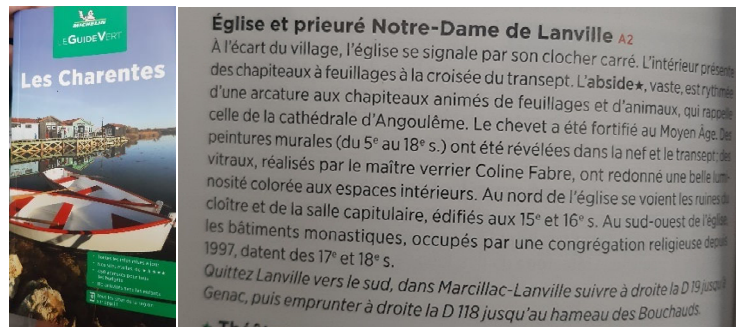 MICHELIN
LEGUIDEVERT
Les Charentes
Église et prieuré Notre-Dame de Lanville A2
À l'écart du village, l'église se signale par son clocher carré. L'intérieur présente
des chapiteaux à feuillages à la croisée du transept. L'abside★, vaste, est rythmée
d'une arcature aux chapiteaux animés de feuillages et d'animaux, qui rappelle
celle de la cathédrale d'Angoulême. Le chevet a été fortifié au Moyen Âge. Des
peintures murales (du 5e au 18e s.) ont été révélées dans la nef et le transept; des
vitraux, réalisés par le maître verrier Coline Fabre, ont redonné une belle lumi-
nosité colorée aux espaces intérieurs. Au nord de l'église se voient les ruines du
cloître et de la salle capitulaire, édifiés aux 15e et 16e s. Au sud-ouest de l'église,
les bâtiments monastiques, occupés par une congrégation religieuse depuis
1997, datent des 17e et 18e s.
Quittez Lanville vers le sud, dans Marcillac-Lanville suivre à droite la D 19 jusqu'à
Genac, puis emprunter à droite la D 118 jusqu'au hameau des Bouchauds.